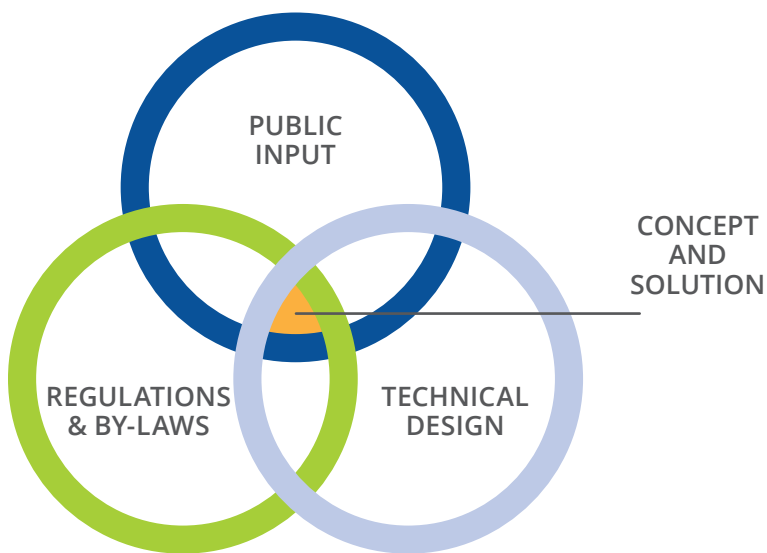 PUBLIC
INPUT
CONCEPT
AND
SOLUTION
REGULATIONS
& BY-LAWS
TECHNICAL
DESIGN